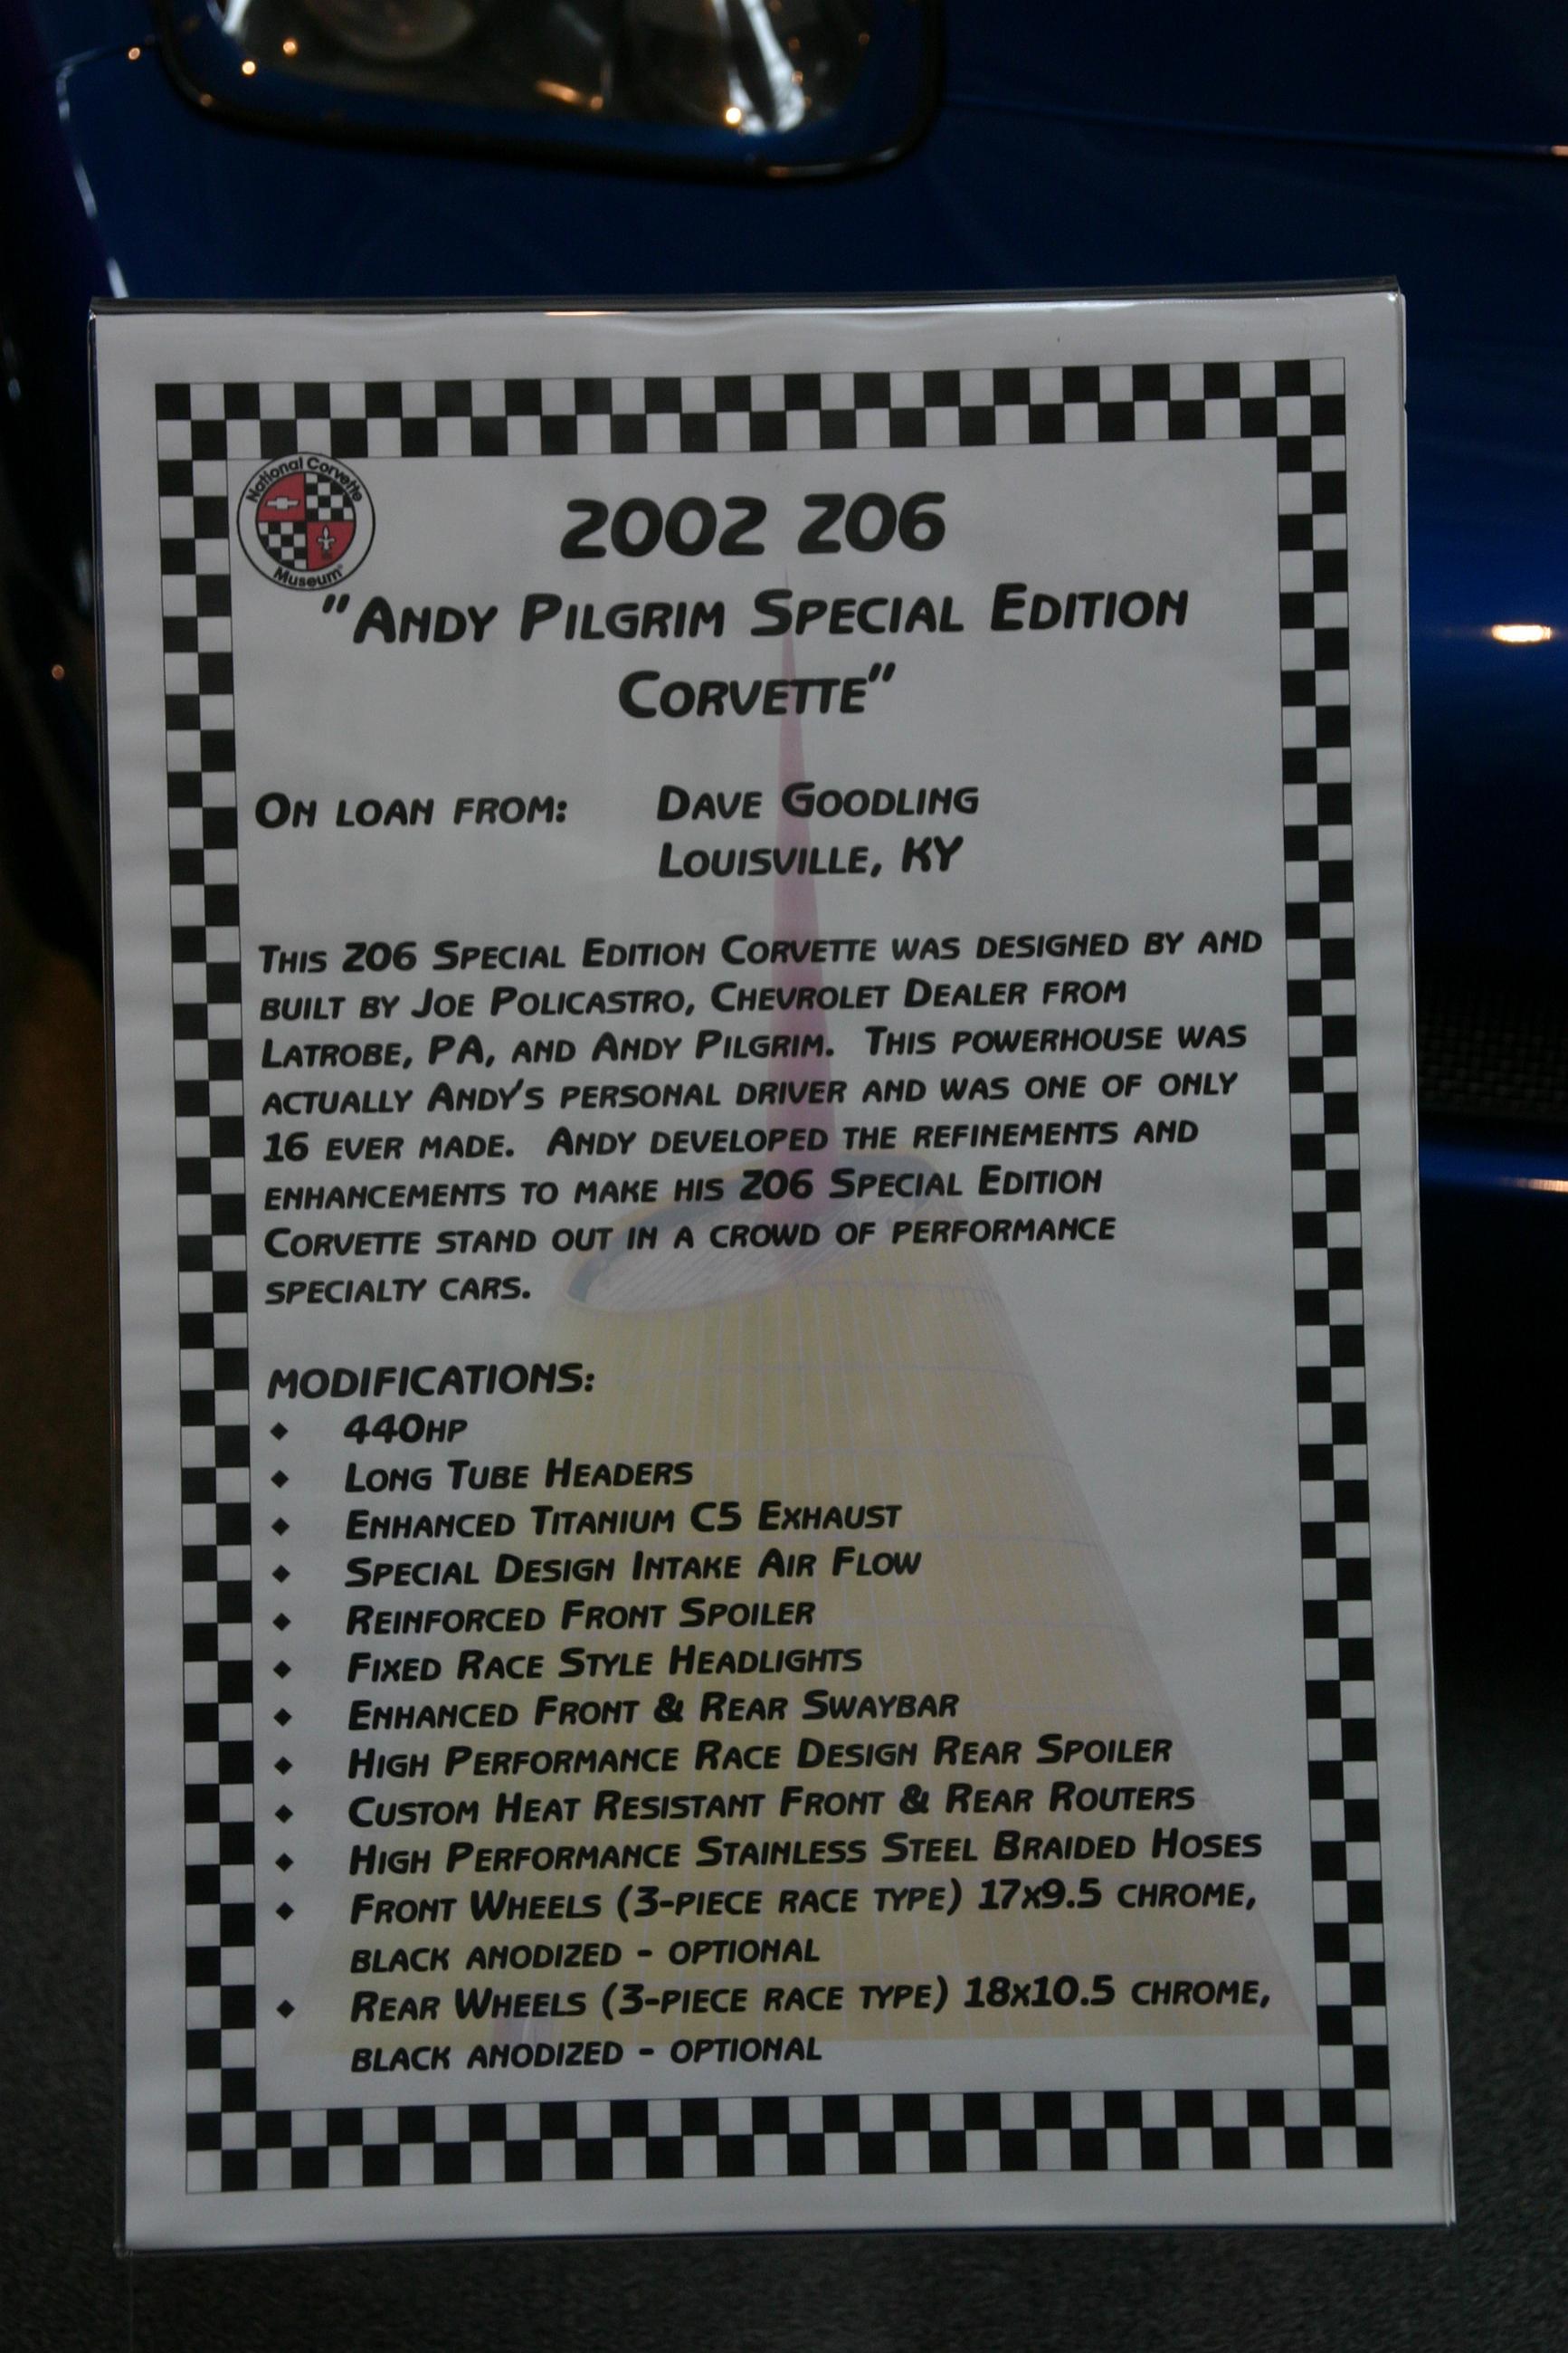 National Corvette
Museum
2002 Z06
"Andy Pilgrim Special Edition
Corvette"
On loan from: Dave Goodling
Louisville, KY
This Z06 Special Edition Corvette was designed by and
built by Joe Policastro, Chevrolet Dealer from
Latrobe, PA, and Andy Pilgrim. This powerhouse was
actually Andy's personal driver and was one of only
16 ever made. Andy developed the refinements and
enhancements to make his Z06 Special Edition
Corvette stand out in a crowd of performance
specialty cars.
MODIFICATIONS:
◆ 440hp
◆ Long Tube Headers
◆ Enhanced Titanium C5 Exhaust
◆ Special Design Intake Air Flow
◆ Reinforced Front Spoiler
◆ Fixed Race Style Headlights
◆ Enhanced Front & Rear Swaybar
◆ High Performance Race Design Rear Spoiler
◆ Custom Heat Resistant Front & Rear Routers
◆ High Performance Stainless Steel Braided Hoses
◆ Front Wheels (3-piece race type) 17x9.5 chrome,
black anodized - optional
◆ Rear Wheels (3-piece race type) 18x10.5 chrome,
black anodized - optional